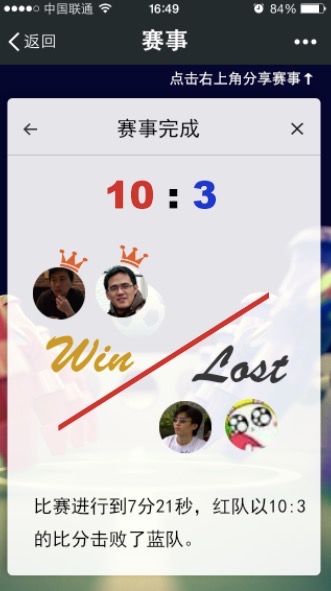 中国联通 16:49 84%
返回 赛事
点击右上角分享赛事↑
赛事完成
10 : 3
Win
Lost
比赛进行到7分21秒，红队以10:3
的比分击败了蓝队。